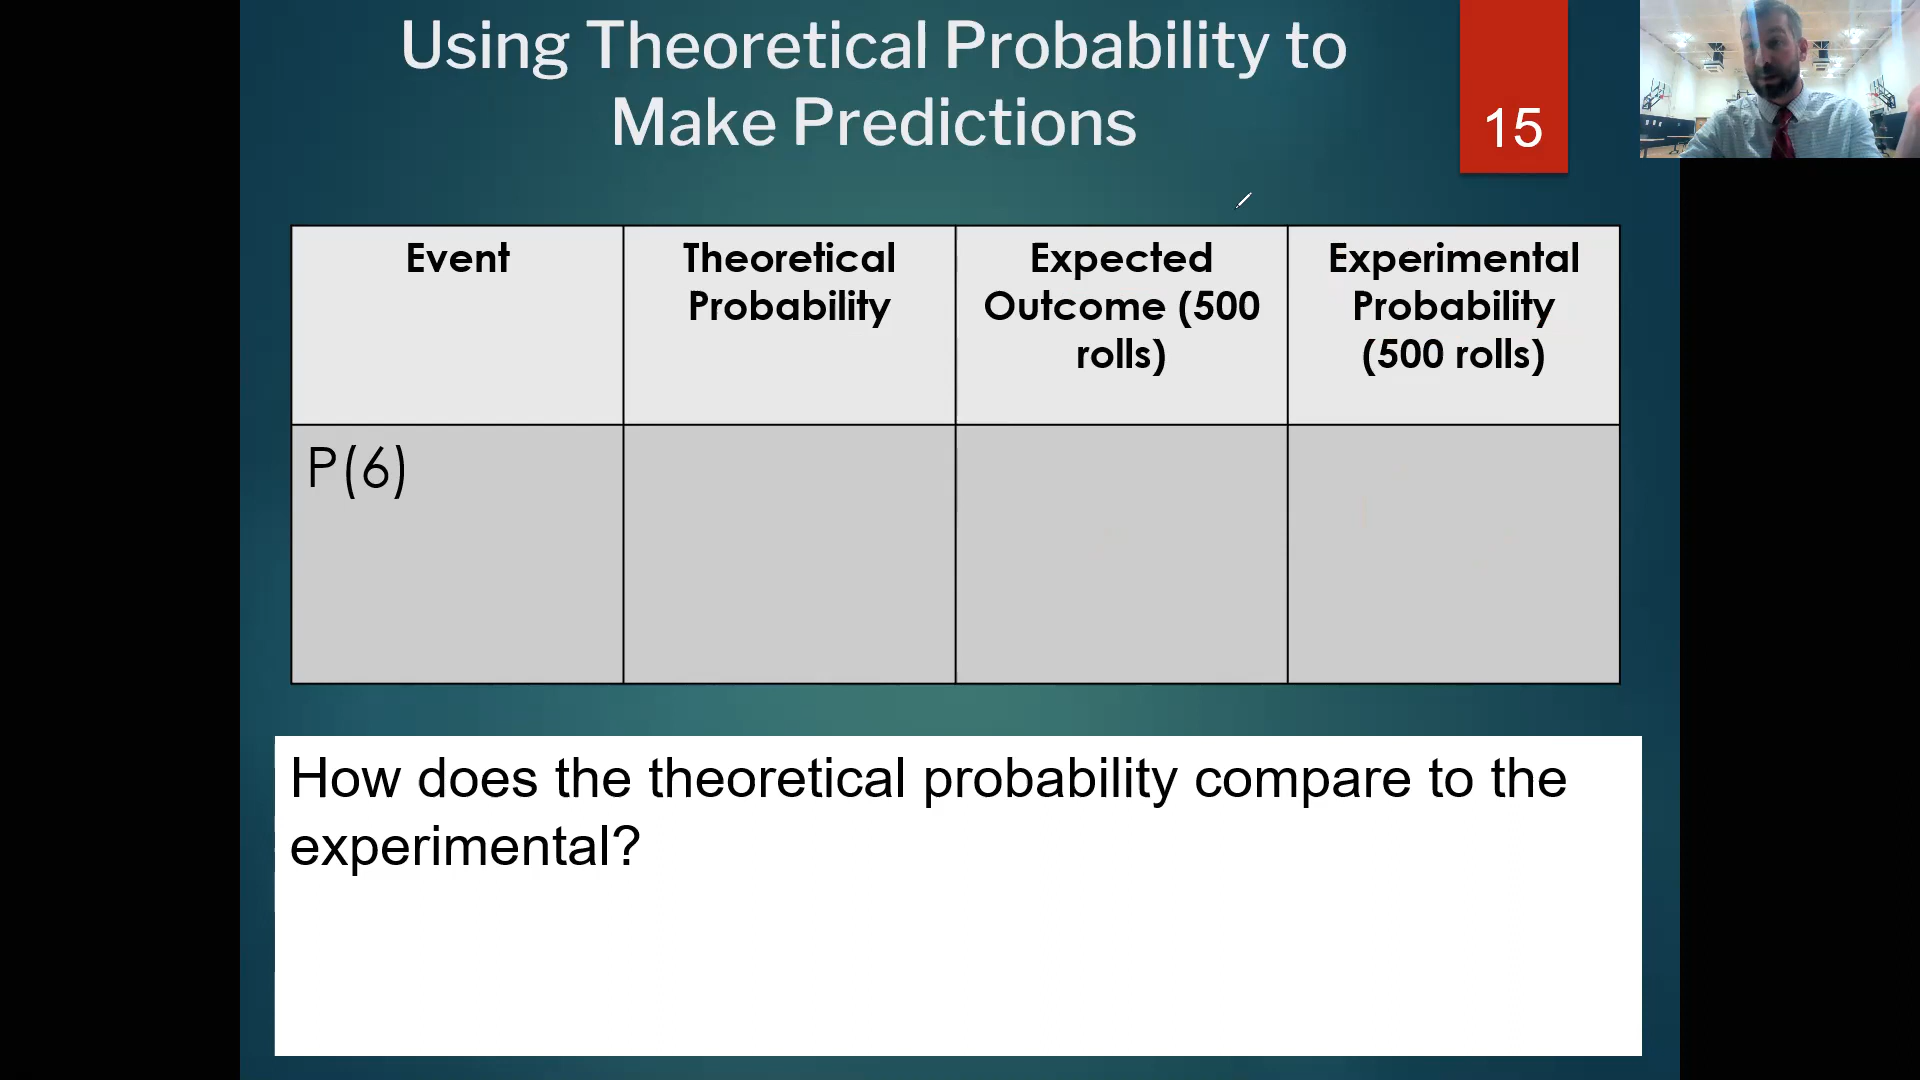 Using Theoretical Probability to
Make Predictions
15
Event
Theoretical
Probability
Expected
Outcome (500
rolls)
Experimental
Probability
(500 rolls)
P(6)
How does the theoretical probability compare to the
experimental?